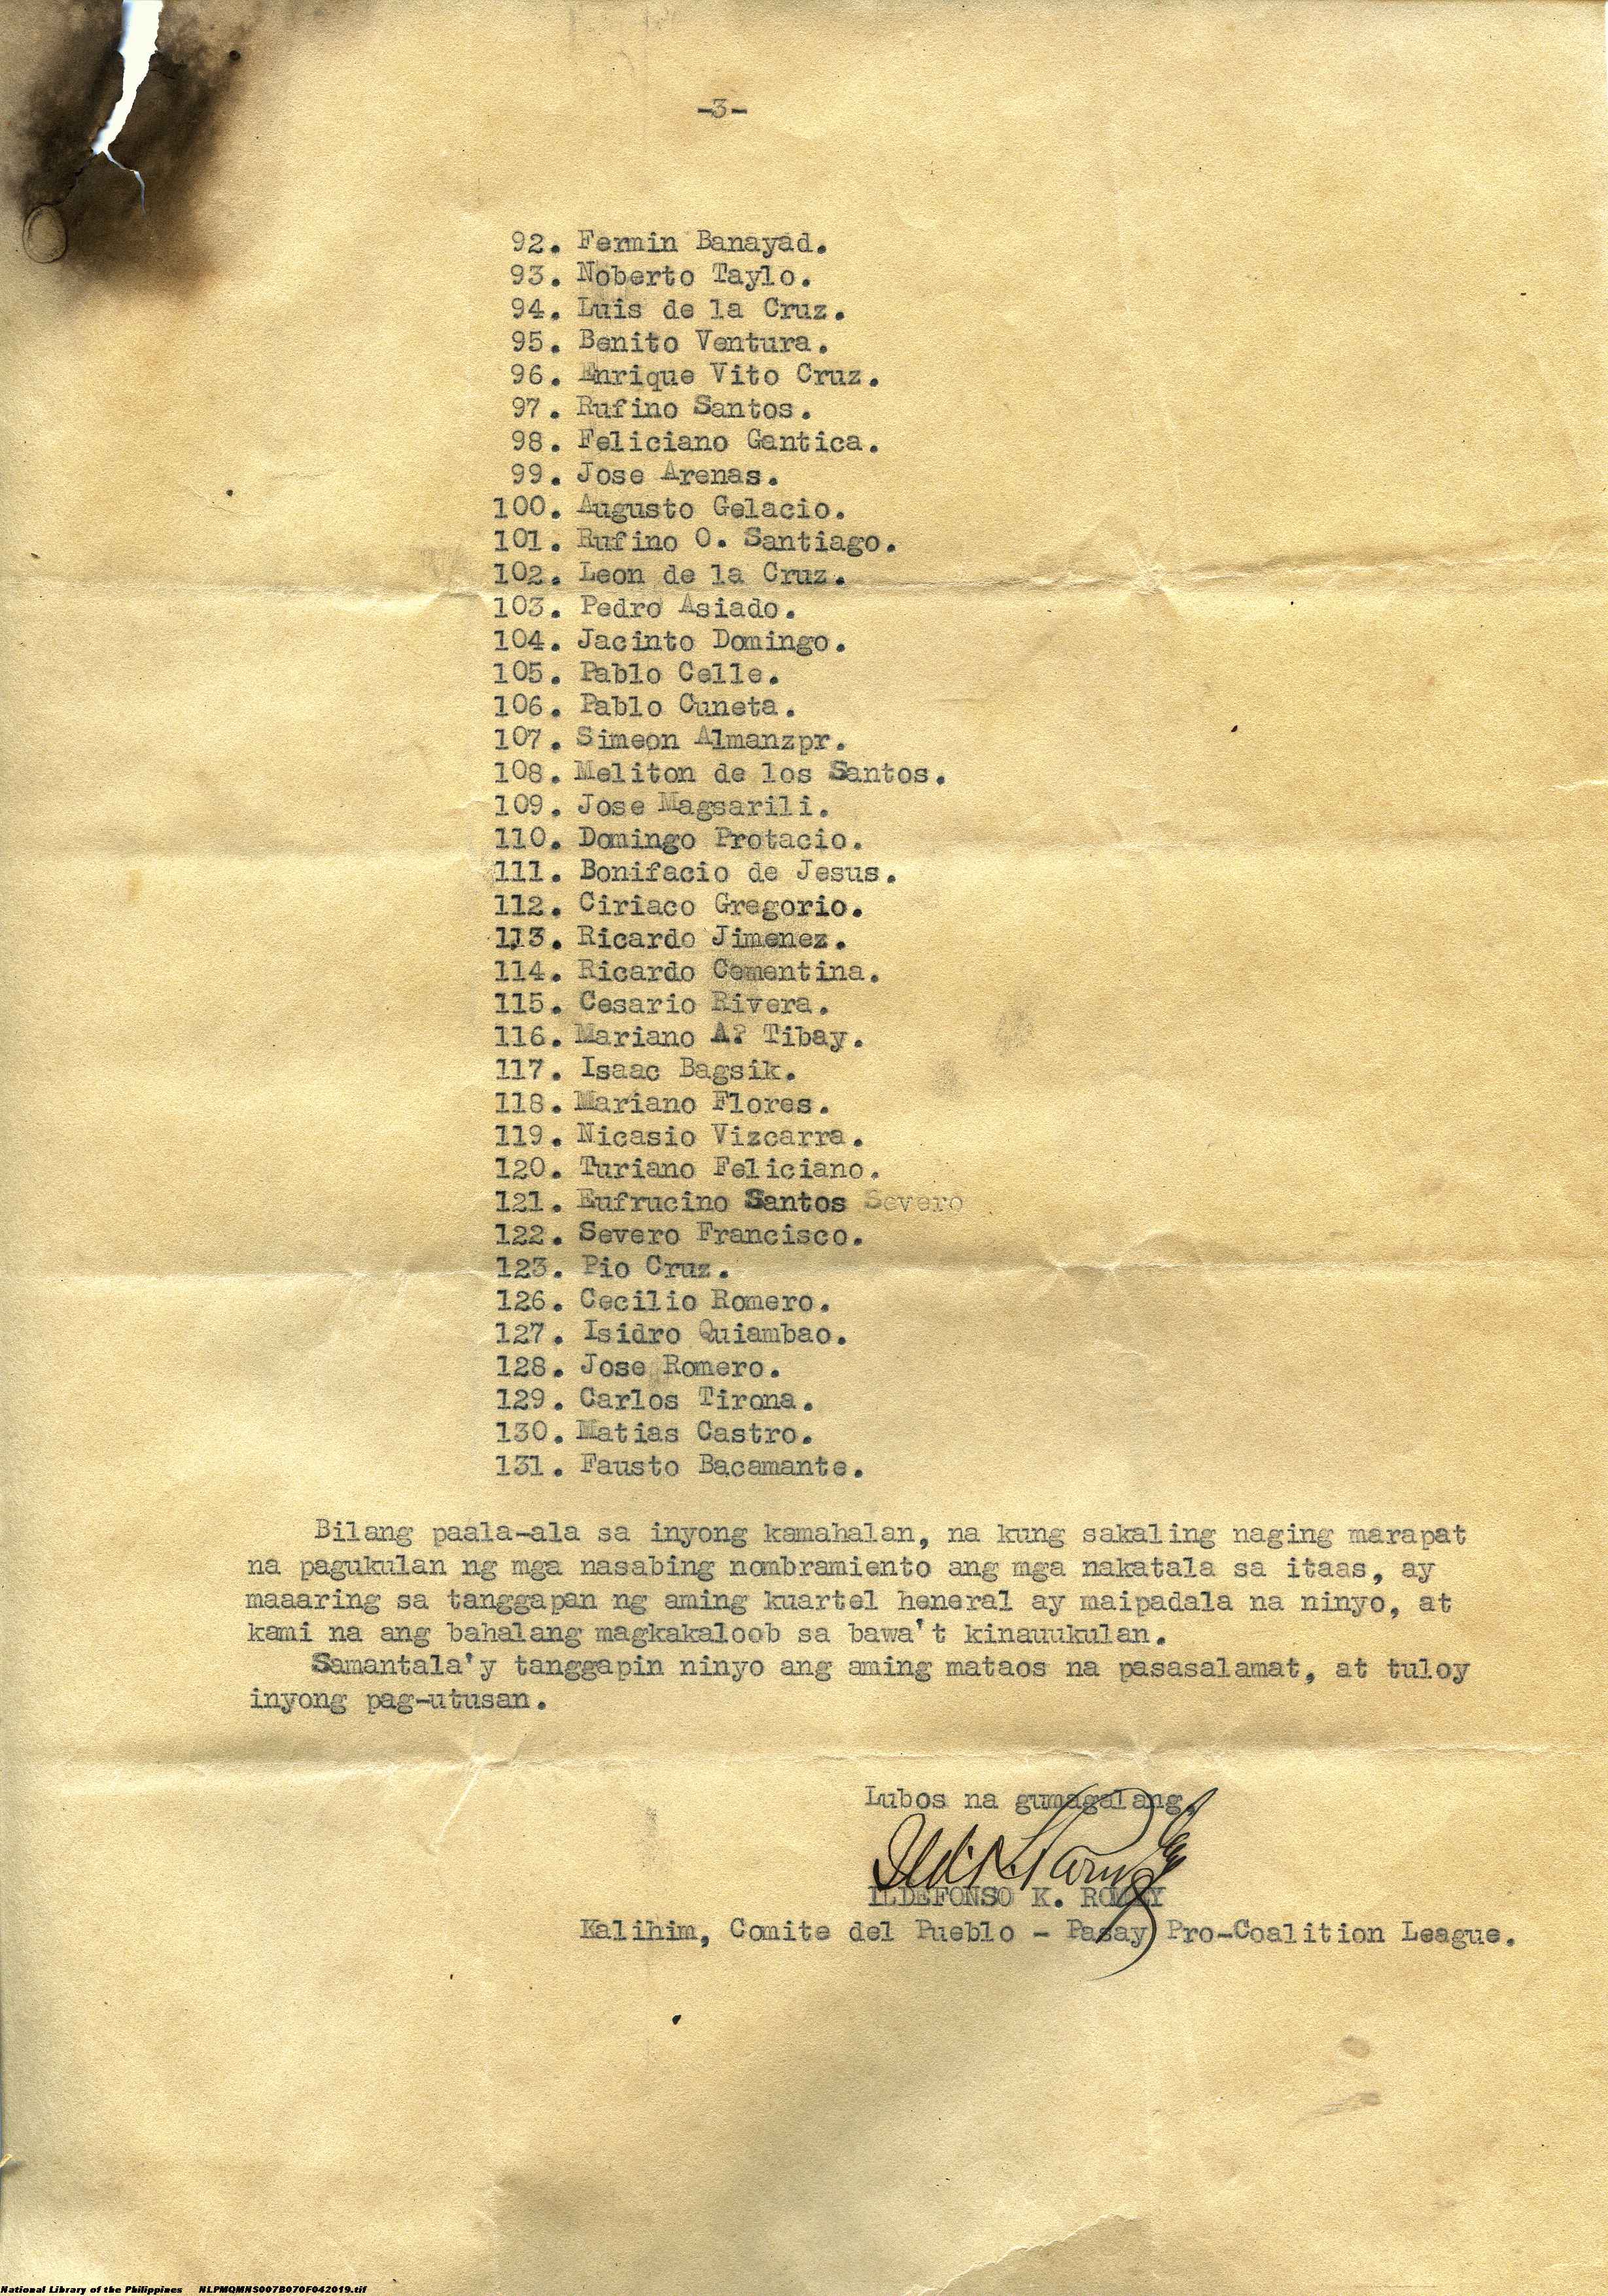 -3-
92. Fermin Banayad.
93. Noberto Taylo.
94. Luis de la Cruz.
95. Benito Ventura.
96. Enrique Vito Cruz.
97. Rufino Santos.
98. Feliciano Gantica.
99. Jose Arenas.
100. Augusto Gelacio.
101. Rufino O. Santiago.
102. Leon de la Cruz.
103. Pedro Asiado.
104. Jacinto Domingo.
105. Pablo Celle.
106. Pablo Cuneta.
107. Simeon Almanzpr.
108. Meliton de los Santos.
109. Jose Magsarili.
110. Domingo Protacio.
111. Bonifacio de Jesus.
112. Ciriaco Gregorio.
113. Ricardo Jimenez.
114. Ricardo Cementina.
115. Cesario Rivera.
116. Mariano A? Tibay.
117. Isaac Bagsik.
118. Mariano Flores.
119. Nicasio Vizcarra.
120. Turiano Feliciano.
121. Eufrucino Santos Severo
122. Severo Francisco.
123. Pio Cruz.
126. Cecilio Romero.
127. Isidro Quiambao.
128. Jose Romero.
129. Carlos Tirona.
130. Matias Castro.
131. Fausto Bacamante.
Bilang paala-ala sa inyong kamahalan, na kung sakaling naging marapat
na pagukulan ng mga nasabing nombramiento ang mga nakatala sa itaas, ay
maaaring sa tanggapan ng aming kuartel heneral ay maipadala na ninyo, at
kami na ang bahalang magkakaloob sa bawa't kinauukulan.
Samantala'y tanggapin ninyo ang aming mataos na pasasalamat, at tuloy
inyong pag-utusan.
Lubos na gumagalang,
ILDEFONSO K.
Kalihim, Comite del Pueblo - Pasay Pro-Coalition League.
National Library of the Philippines NLPMQMNS007B070F042019.tif